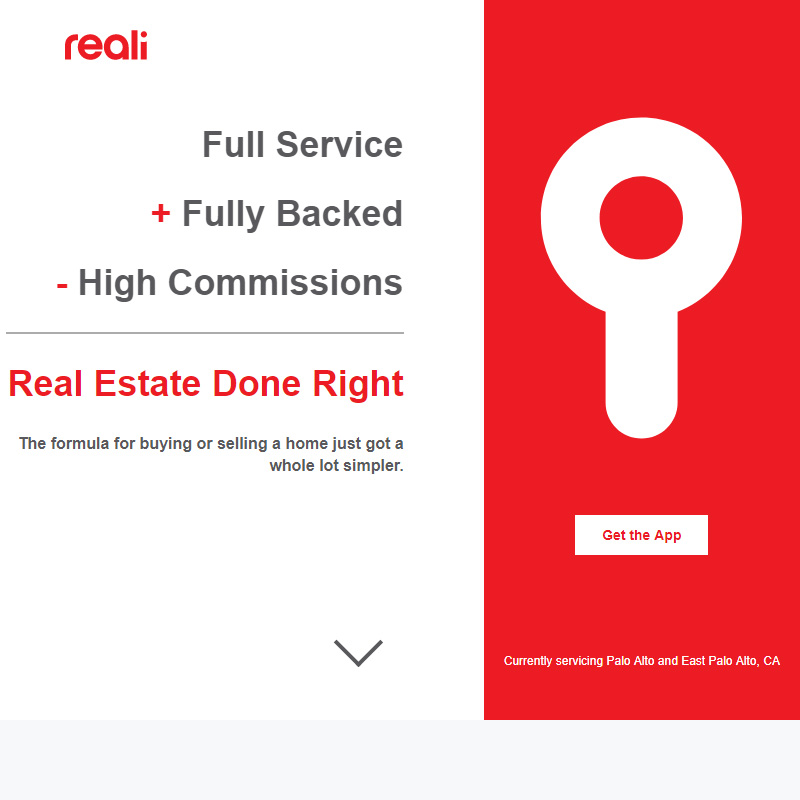 reali
Full Service
+ Fully Backed
- High Commissions
Real Estate Done Right
The formula for buying or selling a home just got a
whole lot simpler.
Get the App
Currently servicing Palo Alto and East Palo Alto, CA